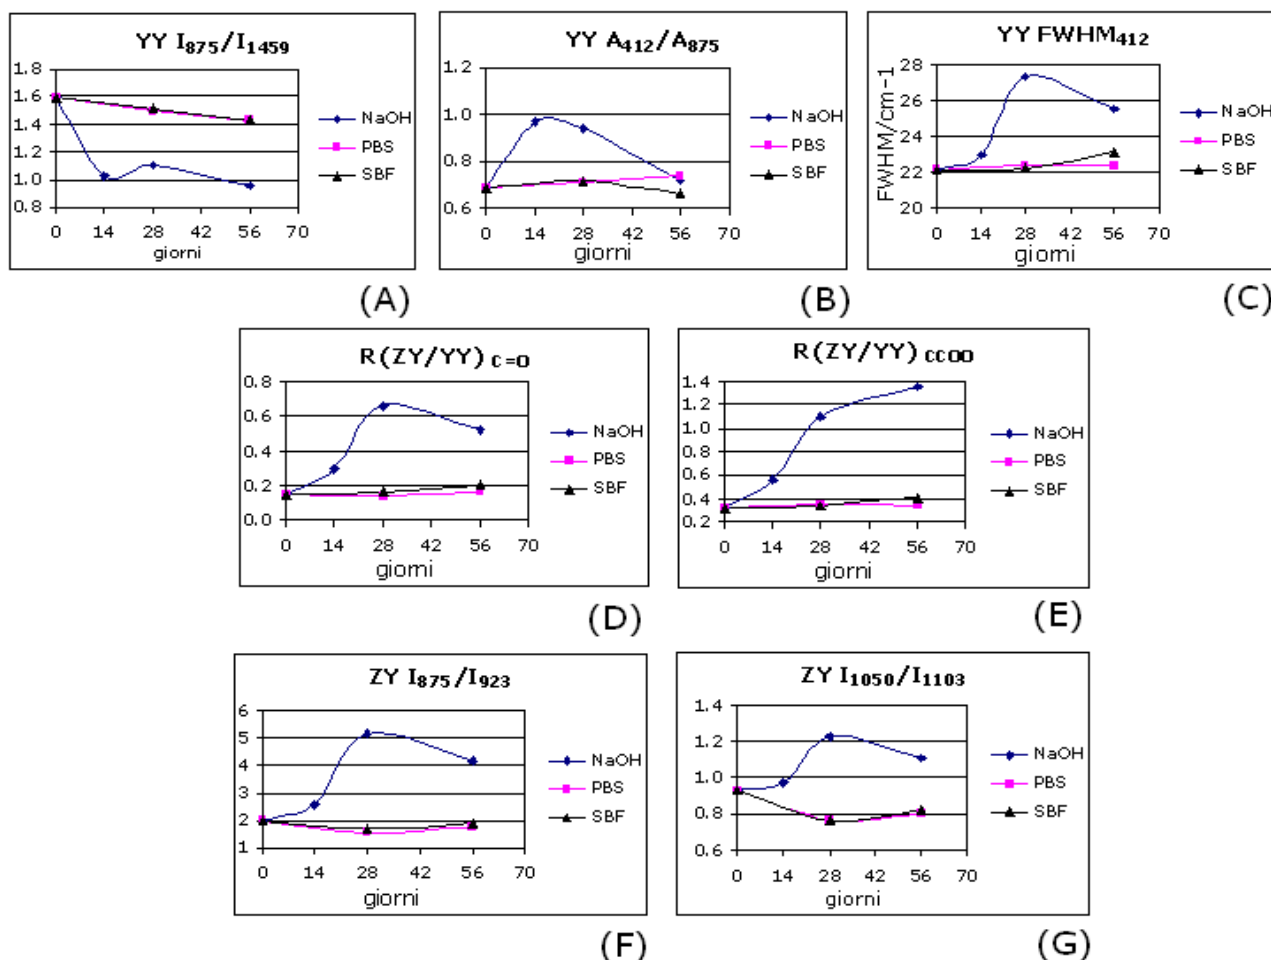 YY I₈₇₅/I₁₄₅₉
1.8
1.6
1.4
1.2
1.0
0.8
0 14 28 42 56 70
giorni
NaOH
PBS
SBF
(A)
YY A₄₁₂/A₈₇₅
1.2
1.0
0.8
0.6
0 14 28 42 56 70
giorni
NaOH
PBS
SBF
(B)
YY FWHM₄₁₂
FWHM/cm-1
28
26
24
22
20
0 14 28 42 56 70
giorni
NaOH
PBS
SBF
(C)
R(ZY/YY) C=O
0.8
0.6
0.4
0.2
0.0
0 14 28 42 56 70
giorni
NaOH
PBS
SBF
(D)
R(ZY/YY) CCOO
1.4
1.2
1.0
0.8
0.6
0.4
0.2
0 14 28 42 56 70
giorni
NaOH
PBS
SBF
(E)
ZY I₈₇₅/I₉₂₃
6
5
4
3
2
1
0 14 28 42 56 70
giorni
NaOH
PBS
SBF
(F)
ZY I₁₀₅₀/I₁₁₀₃
1.4
1.2
1.0
0.8
0.6
0 14 28 42 56 70
giorni
NaOH
PBS
SBF
(G)